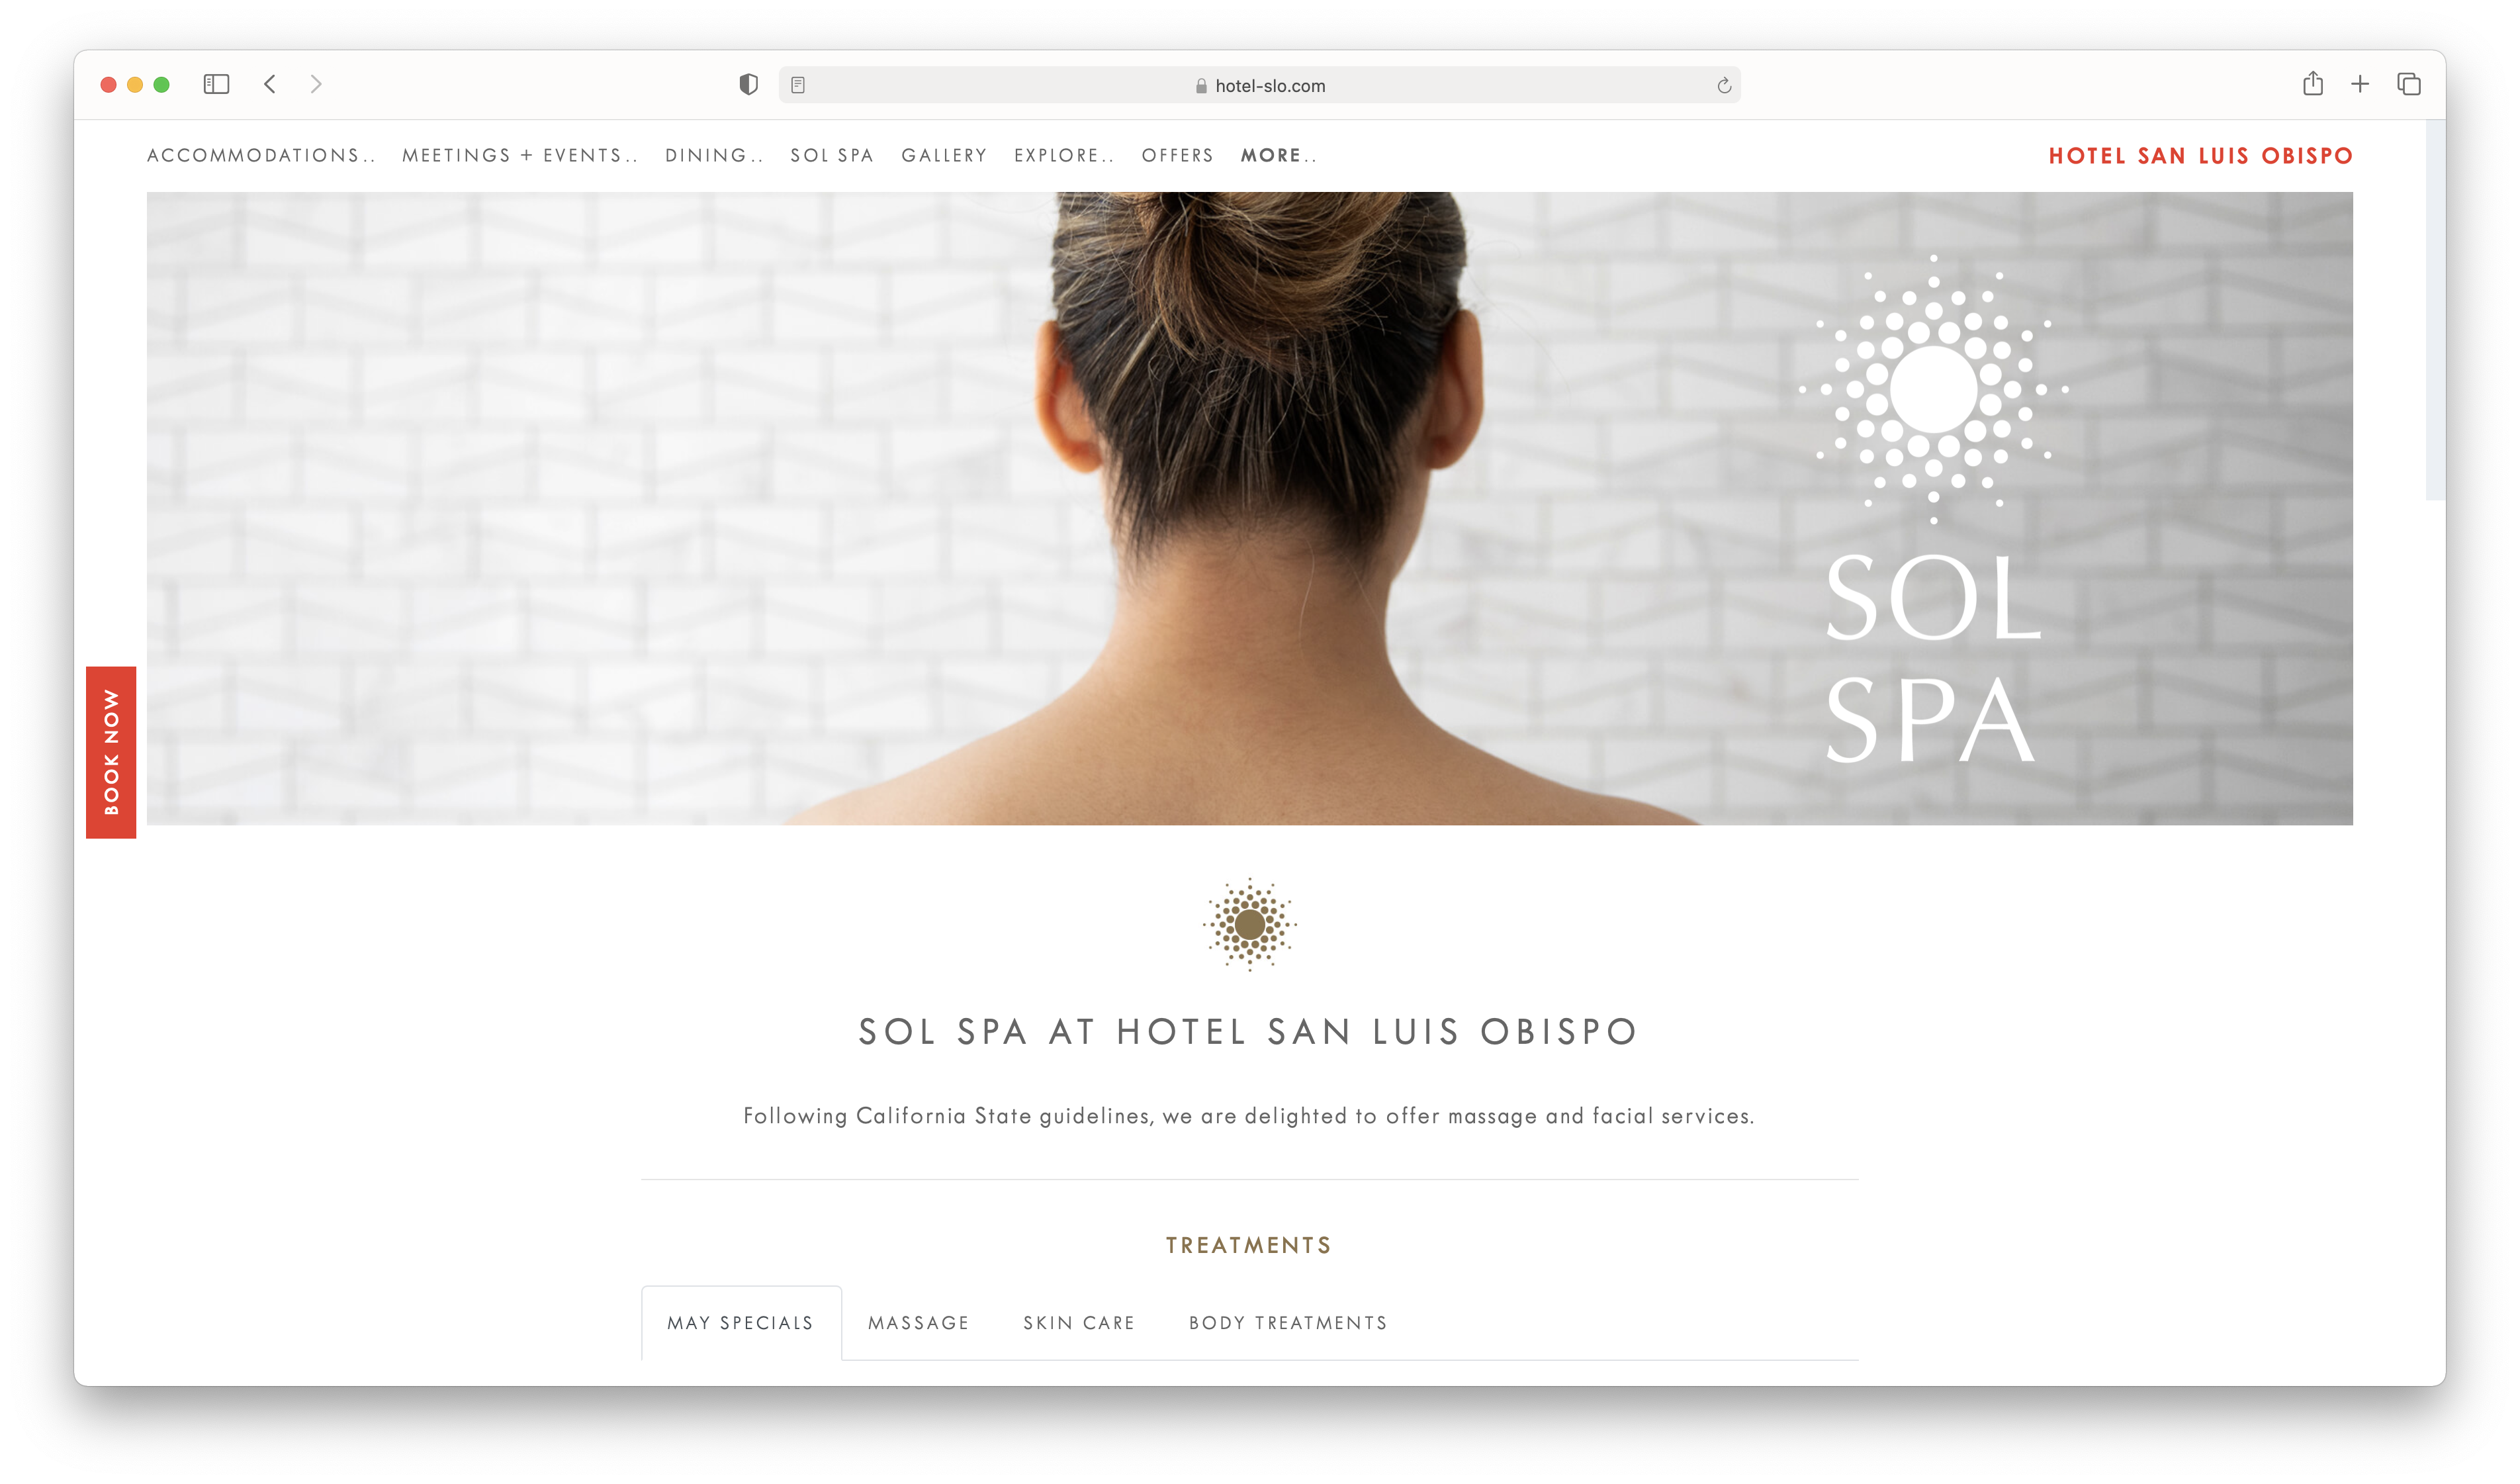 hotel-slo.com
ACCOMMODATIONS.. MEETINGS + EVENTS.. DINING.. SOL SPA GALLERY EXPLORE.. OFFERS MORE.. HOTEL SAN LUIS OBISPO
SOL
SPA
BOOK NOW
SOL SPA AT HOTEL SAN LUIS OBISPO
Following California State guidelines, we are delighted to offer massage and facial services.
TREATMENTS
MAY SPECIALS MASSAGE SKIN CARE BODY TREATMENTS